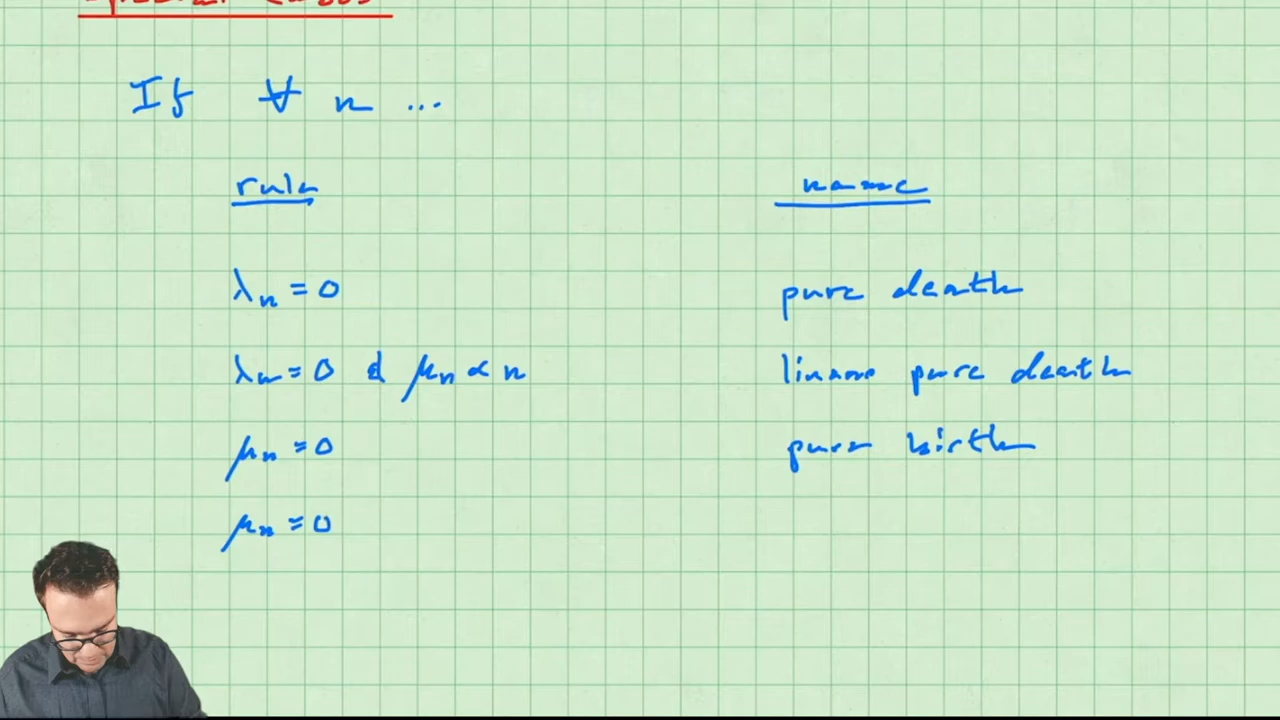 If ∀ n ...
rule name
λn = 0 pure death
λn = 0 & μn ∝ n linear pure death
μn = 0 pure birth
μn = 0